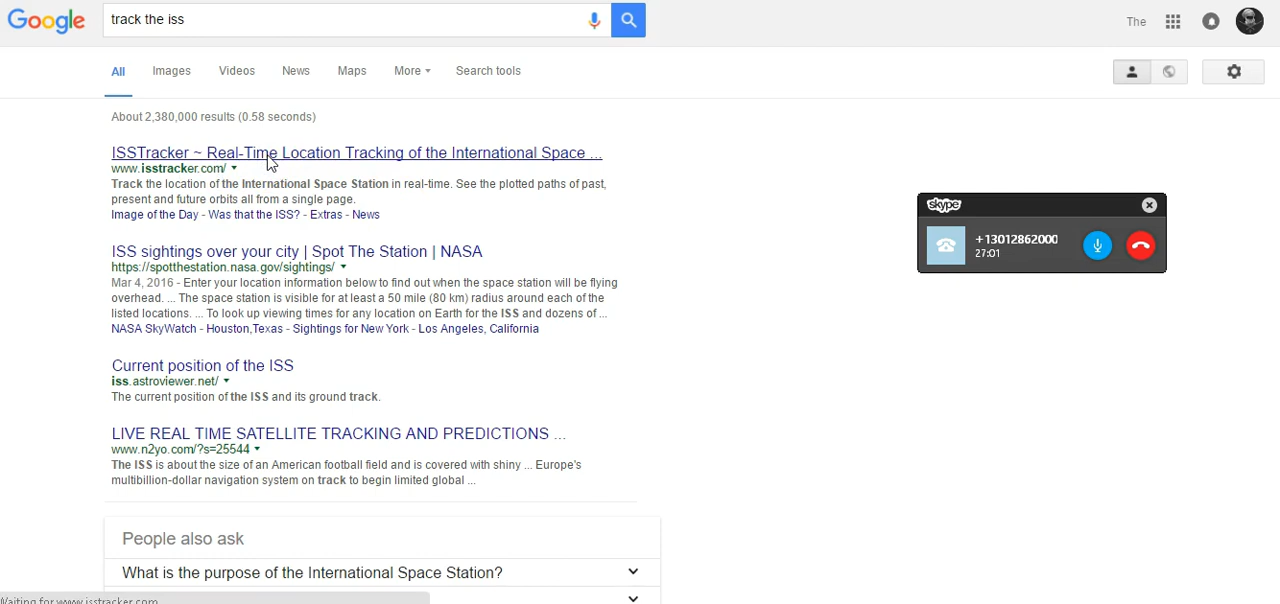 Google
track the iss
The
All
Images
Videos
News
Maps
More
Search tools
About 2,380,000 results (0.58 seconds)
ISSTracker ~ Real-Time Location Tracking of the International Space ...
www.isstracker.com/
Track the location of the International Space Station in real-time. See the plotted paths of past,
present and future orbits all from a single page.
Image of the Day - Was that the ISS? - Extras - News
ISS sightings over your city | Spot The Station | NASA
https://spotthestation.nasa.gov/sightings/
Mar 4, 2016 - Enter your location information below to find out when the space station will be flying
overhead. ... The space station is visible for at least a 50 mile (80 km) radius around each of the
listed locations. ... To look up viewing times for any location on Earth for the ISS and dozens of ...
NASA SkyWatch - Houston,Texas - Sightings for New York - Los Angeles, California
Current position of the ISS
iss.astroviewer.net/
The current position of the ISS and its ground track.
LIVE REAL TIME SATELLITE TRACKING AND PREDICTIONS ...
www.n2yo.com/?s=25544
The ISS is about the size of an American football field and is covered with shiny ... Europe's
multibillion-dollar navigation system on track to begin limited global ...
People also ask
What is the purpose of the International Space Station?
Waiting for www.isstracker.com
skype
+13012862000
27:01